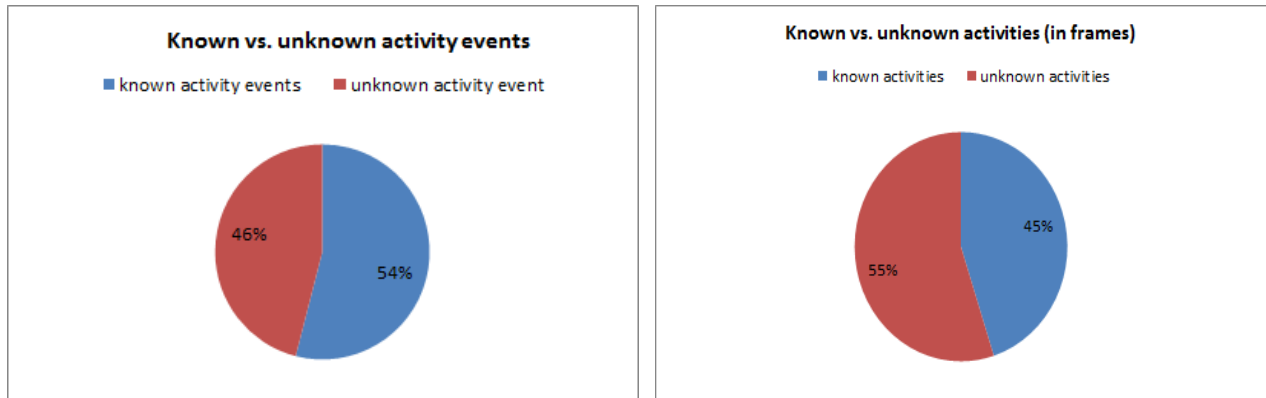 Known vs. unknown activity events
known activity events unknown activity event
46%
54%
Known vs. unknown activities (in frames)
known activities unknown activities
45%
55%